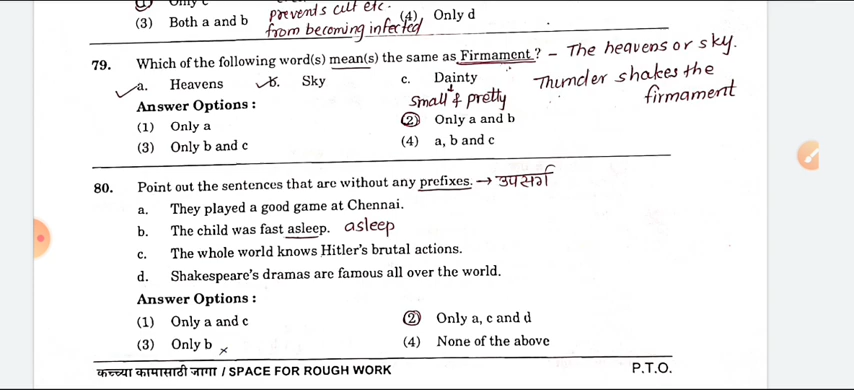 (1) Only c
prevents cut etc.
(3) Both a and b (4) Only d
from becoming infected
79. Which of the following word(s) mean(s) the same as Firmament ? - The heavens or sky.
a. Heavens b. Sky c. Dainty
Thunder shakes the
firmament
small & pretty
Answer Options :
(1) Only a (2) Only a and b
(3) Only b and c (4) a, b and c
80. Point out the sentences that are without any prefixes. → उपसर्ग
a. They played a good game at Chennai.
b. The child was fast asleep. asleep
c. The whole world knows Hitler's brutal actions.
d. Shakespeare's dramas are famous all over the world.
Answer Options :
(1) Only a and c (2) Only a, c and d
(3) Only b × (4) None of the above
कच्च्या कामासाठी जागा / SPACE FOR ROUGH WORK P.T.O.